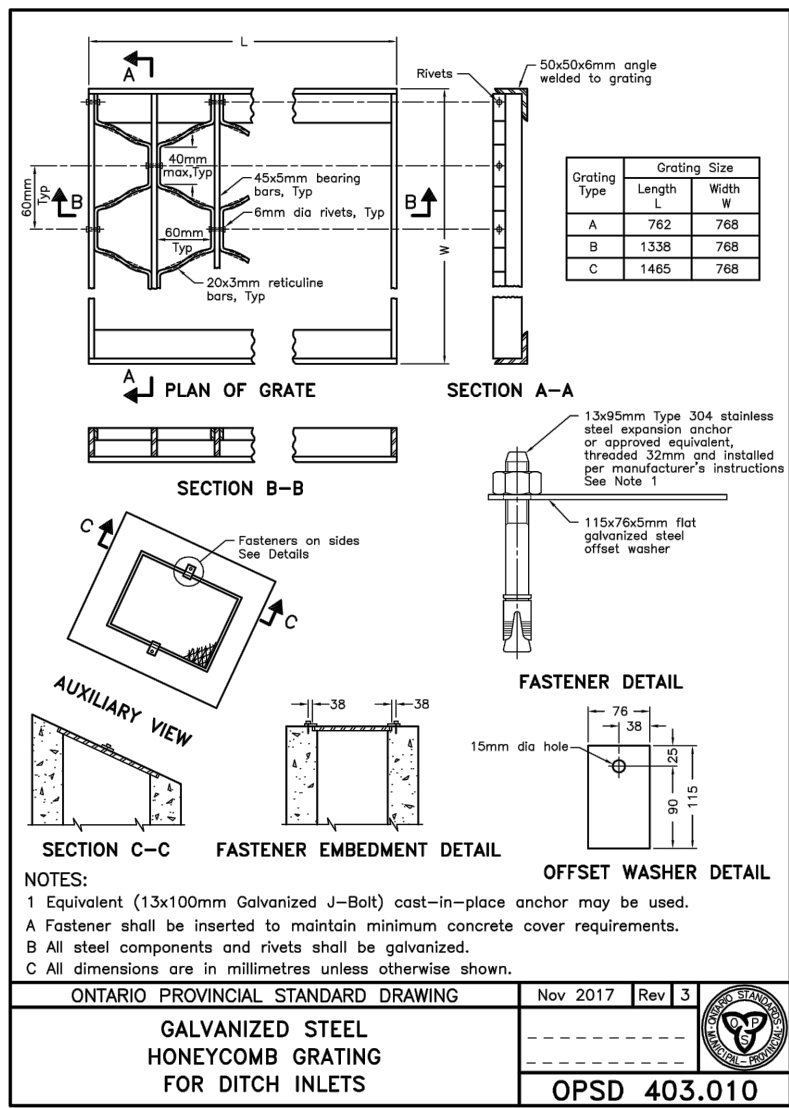 L
A
Rivets
50x50x6mm angle
welded to grating
40mm
max,Typ
45x5mm bearing
bars, Typ
60mm
Typ
B
B
6mm dia rivets, Typ
60mm
Typ
W
20x3mm reticuline
bars, Typ
Grating
Type
Grating Size
Length
L
Width
W
A 762 768
B 1338 768
C 1465 768
A
PLAN OF GRATE
SECTION A-A
SECTION B-B
13x95mm Type 304 stainless
steel expansion anchor
or approved equivalent,
threaded 32mm and installed
per manufacturer's instructions
See Note 1
115x76x5mm flat
galvanized steel
offset washer
FASTENER DETAIL
C
Fasteners on sides
See Details
C
AUXILIARY VIEW
SECTION C-C
38
38
FASTENER EMBEDMENT DETAIL
76
38
15mm dia hole
25
90
115
OFFSET WASHER DETAIL
NOTES:
1 Equivalent (13x100mm Galvanized J-Bolt) cast-in-place anchor may be used.
A Fastener shall be inserted to maintain minimum concrete cover requirements.
B All steel components and rivets shall be galvanized.
C All dimensions are in millimetres unless otherwise shown.
ONTARIO PROVINCIAL STANDARD DRAWING
Nov 2017 Rev 3
GALVANIZED STEEL
HONEYCOMB GRATING
FOR DITCH INLETS
ONTARIO STANDARDS
MUNICIPAL-PROVINCIAL
O P
S
OPSD 403.010